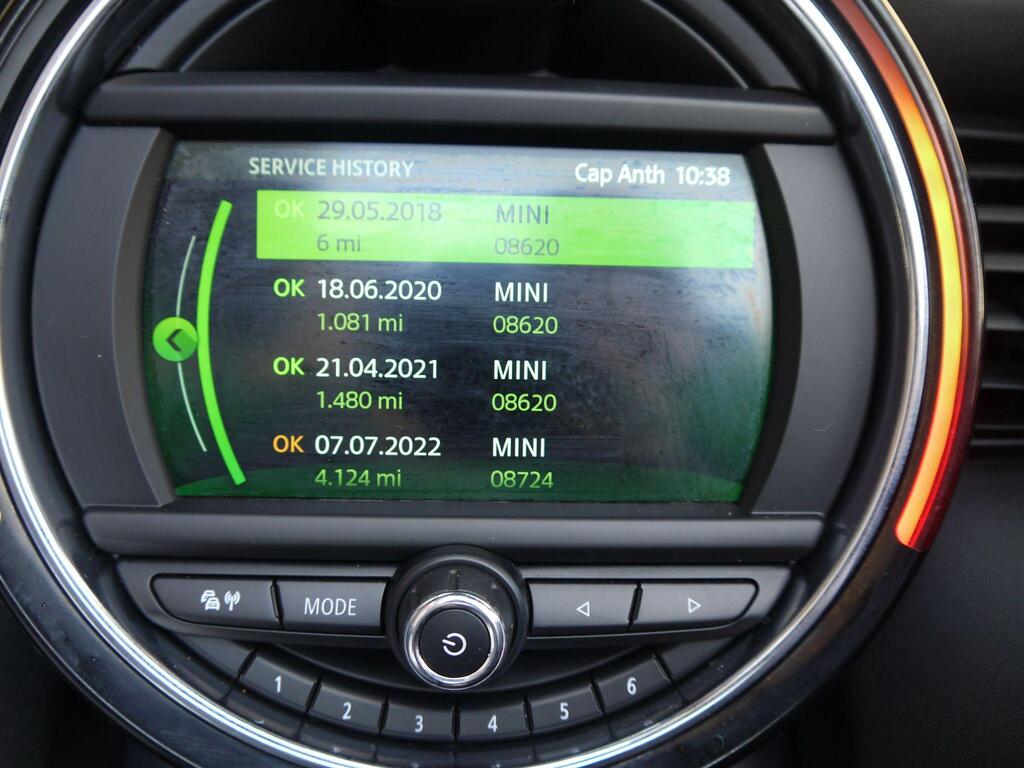 SERVICE HISTORY Cap Anth 10:38
OK 29.05.2018 MINI
6 mi 08620
OK 18.06.2020 MINI
1.081 mi 08620
OK 21.04.2021 MINI
1.480 mi 08620
OK 07.07.2022 MINI
4.124 mi 08724
MODE
1 2 3 4 5 6